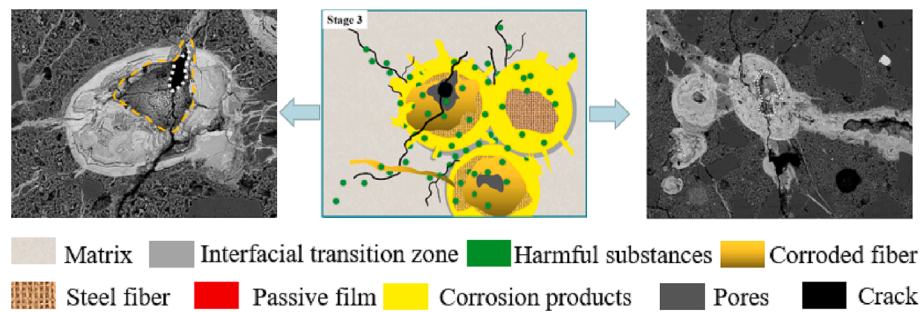 Stage 3
Matrix Interfacial transition zone Harmful substances Corroded fiber
Steel fiber Passive film Corrosion products Pores Crack